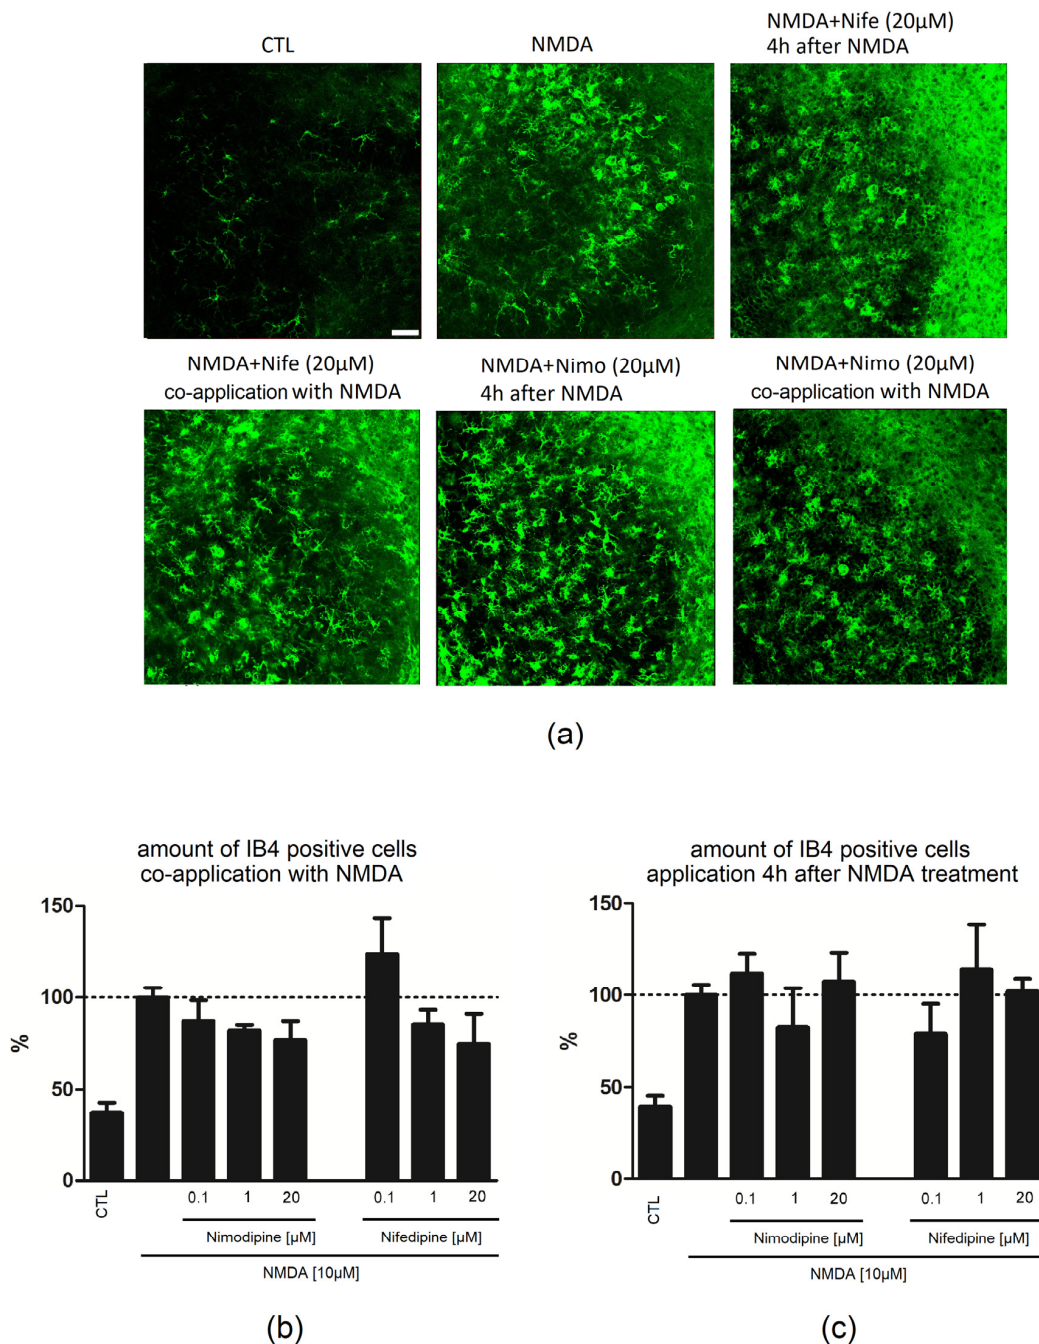 CTL
NMDA
NMDA+Nife (20µM)
4h after NMDA
NMDA+Nife (20µM)
co-application with NMDA
NMDA+Nimo (20µM)
4h after NMDA
NMDA+Nimo (20µM)
co-application with NMDA
(a)
amount of IB4 positive cells
co-application with NMDA
150
100
50
0
%
CTL
0.1 1 20
0.1 1 20
Nimodipine [µM]
Nifedipine [µM]
NMDA [10µM]
(b)
amount of IB4 positive cells
application 4h after NMDA treatment
150
100
50
0
%
CTL
0.1 1 20
0.1 1 20
Nimodipine [µM]
Nifedipine [µM]
NMDA [10µM]
(c)